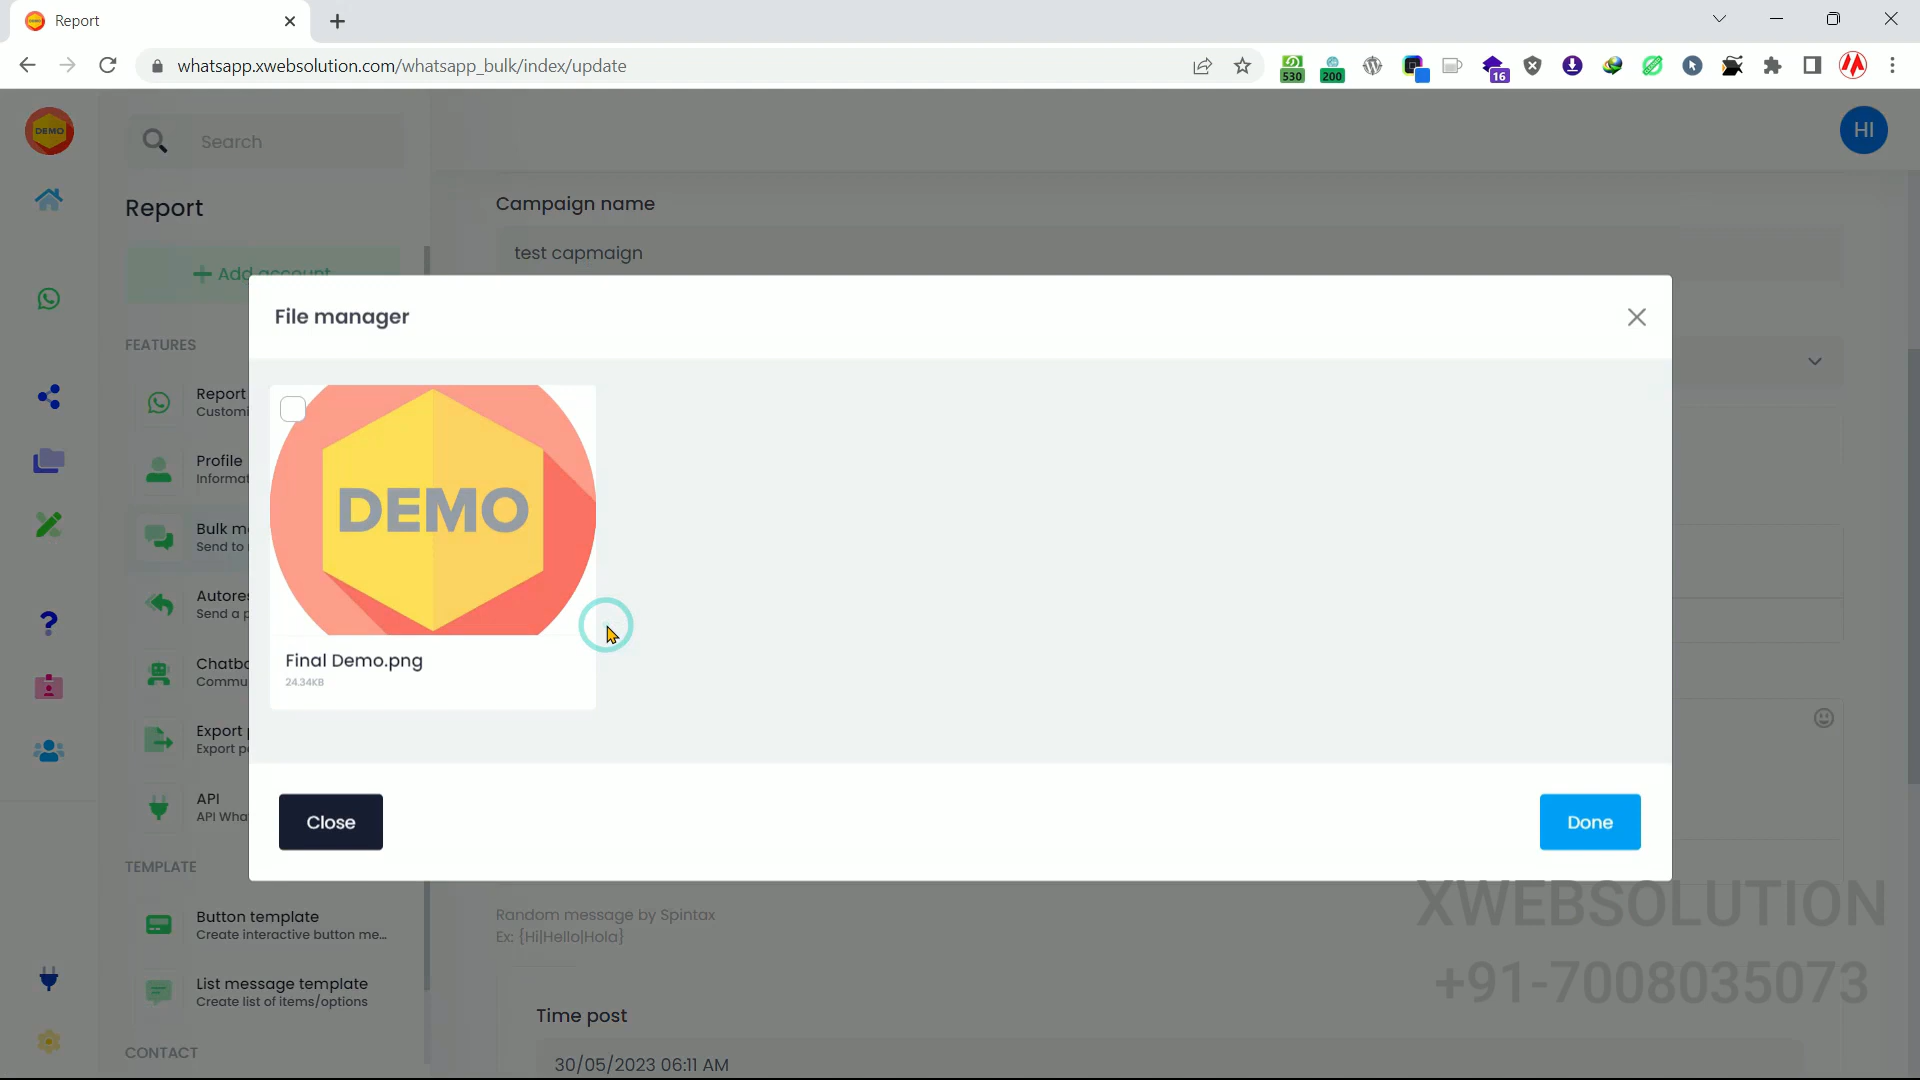 Report
whatsapp.xwebsolution.com/whatsapp_bulk/index/update
530
200
16
DEMO
Search
HI
Report
Campaign name
test capmaign
+ Add account
File manager
FEATURES
Report
Customi
Profile
Informat
Bulk me
Send to
Autores
Send a p
Chatbo
Commu
Export
Export p
API
API Wha
DEMO
Final Demo.png
24.34KB
Close
Done
TEMPLATE
Button template
Create interactive button me...
List message template
Create list of items/options
CONTACT
Random message by Spintax
Ex: {Hi|Hello|Hola}
Time post
30/05/2023 06:11 AM
XWEBSOLUTION
+91-7008035073